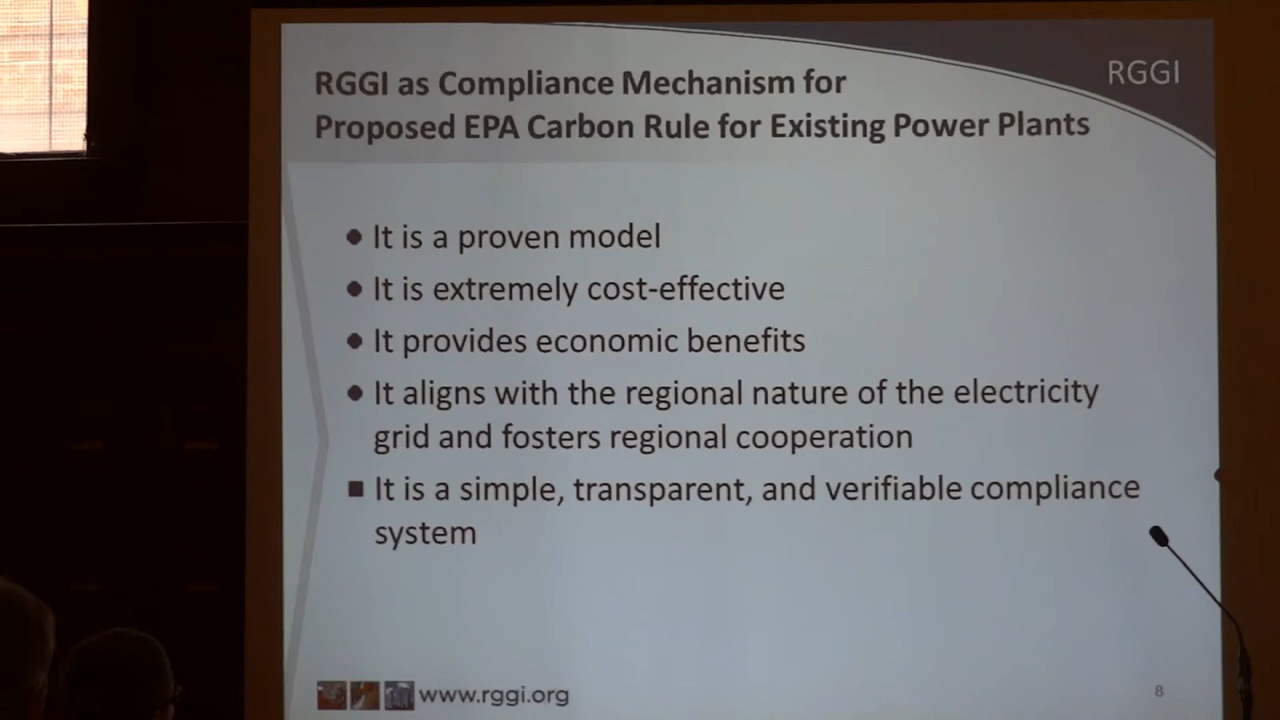 RGGI
RGGI as Compliance Mechanism for
Proposed EPA Carbon Rule for Existing Power Plants
• It is a proven model
• It is extremely cost-effective
• It provides economic benefits
• It aligns with the regional nature of the electricity
grid and fosters regional cooperation
■ It is a simple, transparent, and verifiable compliance
system
www.rggi.org
8